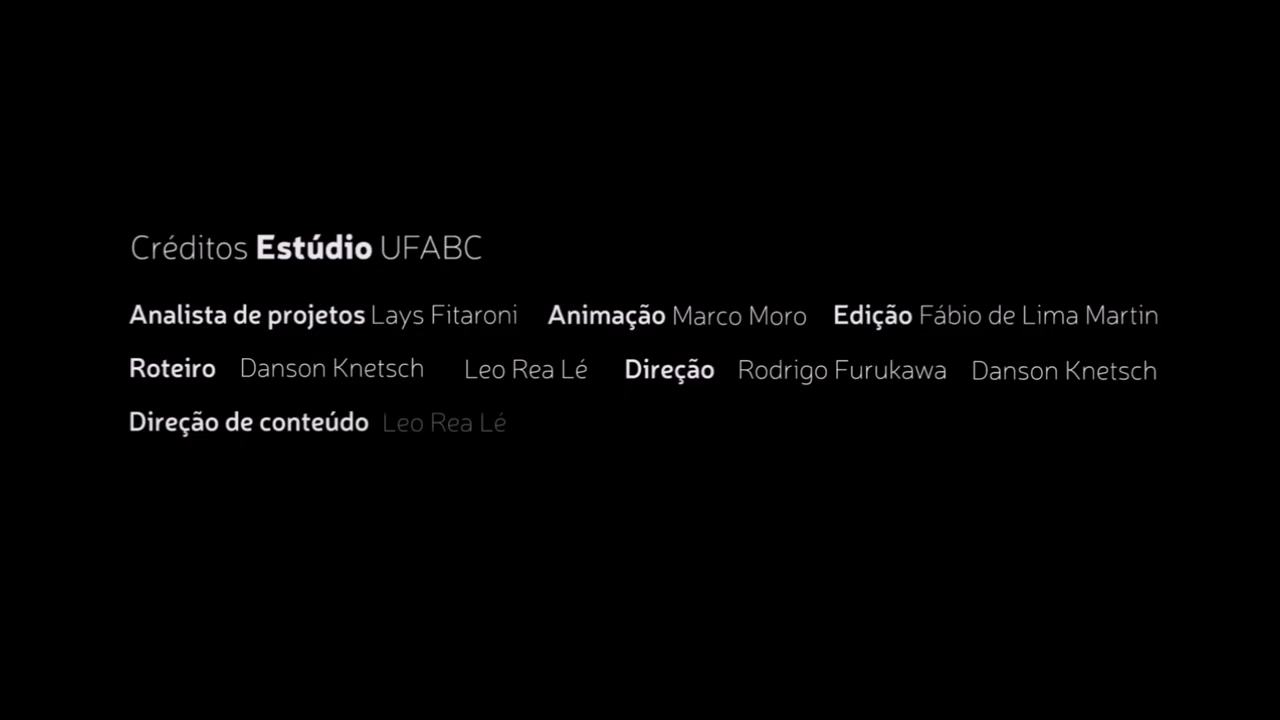 Créditos Estúdio UFABC
Analista de projetos Lays Fitaroni Animação Marco Moro Edição Fábio de Lima Martin
Roteiro Danson Knetsch Leo Rea Lé Direção Rodrigo Furukawa Danson Knetsch
Direção de conteúdo Leo Rea Lé